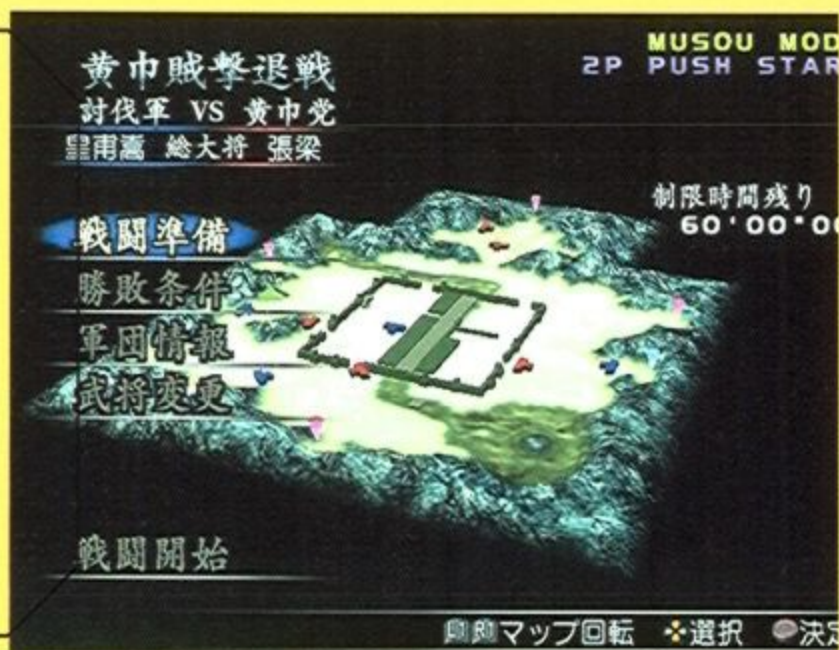 黄巾賊撃退戦
討伐軍 VS 黄巾党
皇甫嵩 総大将 張梁
MUSOU MOD
2P PUSH STAR
制限時間残り
60'00"00
戦闘準備
勝敗条件
軍団情報
武将変更
戦闘開始
L1 R1 マップ回転 選択 決定